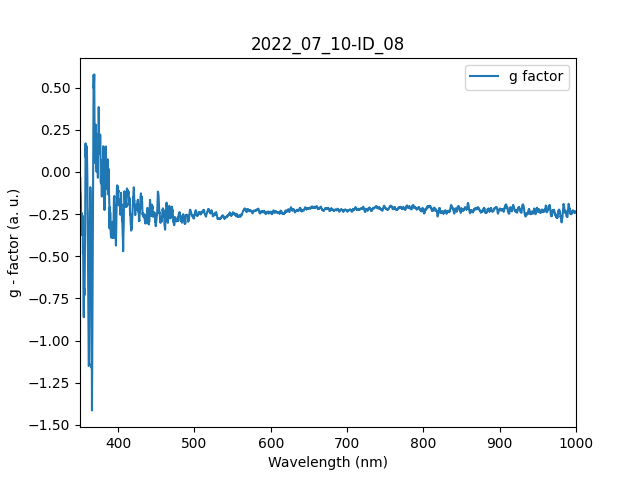 2022_07_10-ID_08
g factor
0.50
0.25
0.00
−0.25
−0.50
−0.75
−1.00
−1.25
−1.50
g - factor (a. u.)
400 500 600 700 800 900 1000
Wavelength (nm)